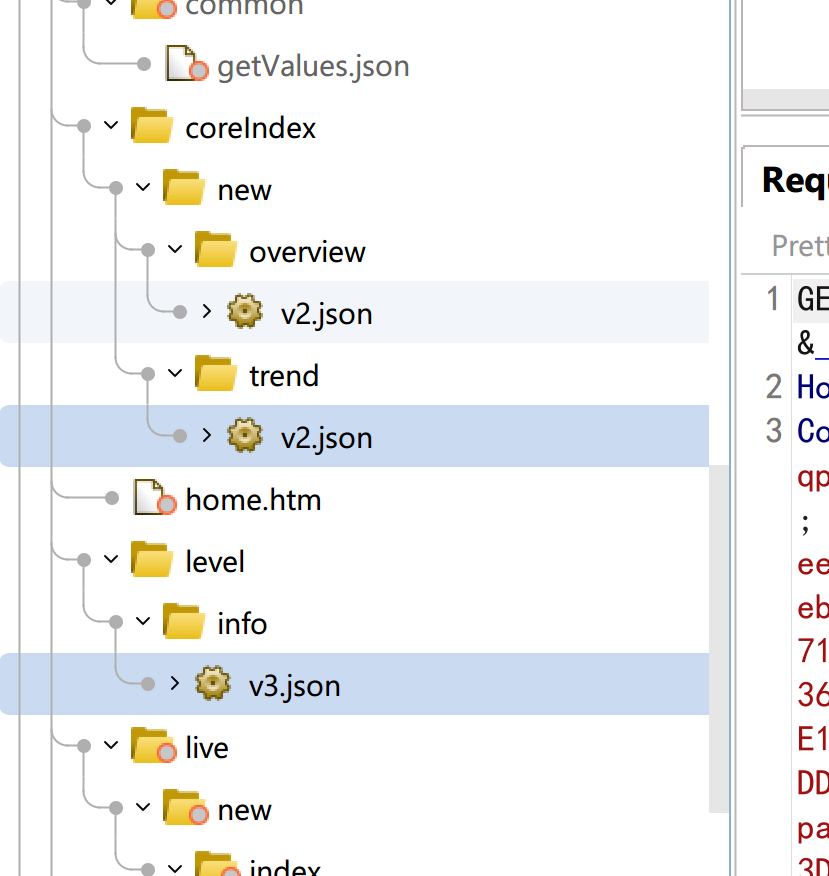 common
getValues.json
coreIndex
new
overview
v2.json
trend
v2.json
home.htm
level
info
v3.json
live
new
index
Requ
Prett
1 GE
&_
2 Ho
3 Co
qp
;
ee
eb
71
36
E1
DD
pa
3D